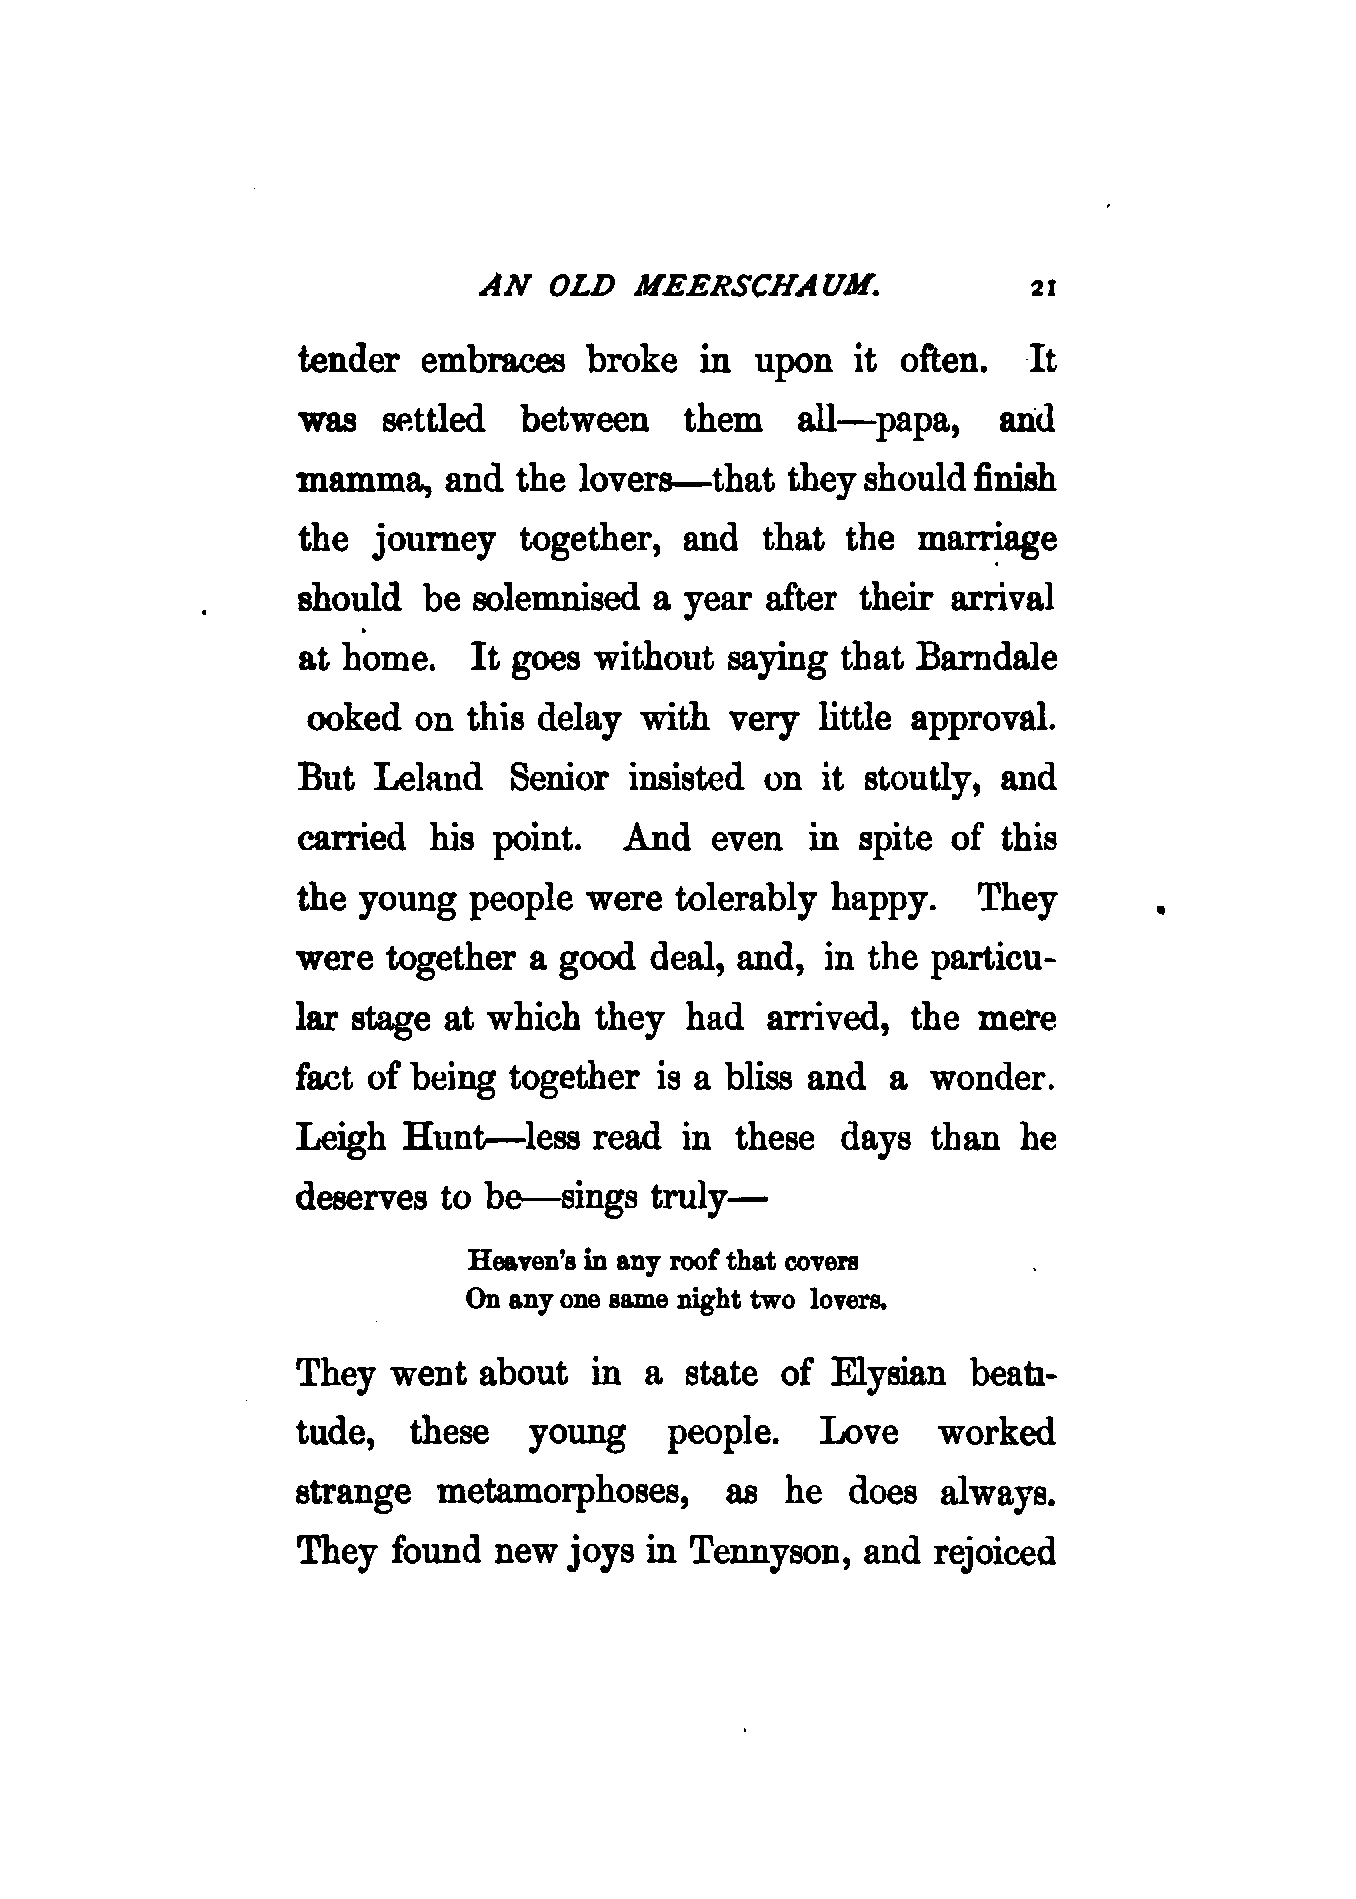 AN OLD MEERSCHAUM. 21
tender embraces broke in upon it often. It
was settled between them all—papa, and
mamma, and the lovers—that they should finish
the journey together, and that the marriage
should be solemnised a year after their arrival
at home. It goes without saying that Barndale
ooked on this delay with very little approval.
But Leland Senior insisted on it stoutly, and
carried his point. And even in spite of this
the young people were tolerably happy. They
were together a good deal, and, in the particu-
lar stage at which they had arrived, the mere
fact of being together is a bliss and a wonder.
Leigh Hunt—less read in these days than he
deserves to be—sings truly—
Heaven's in any roof that covers
On any one same night two lovers.
They went about in a state of Elysian beati-
tude, these young people. Love worked
strange metamorphoses, as he does always.
They found new joys in Tennyson, and rejoiced